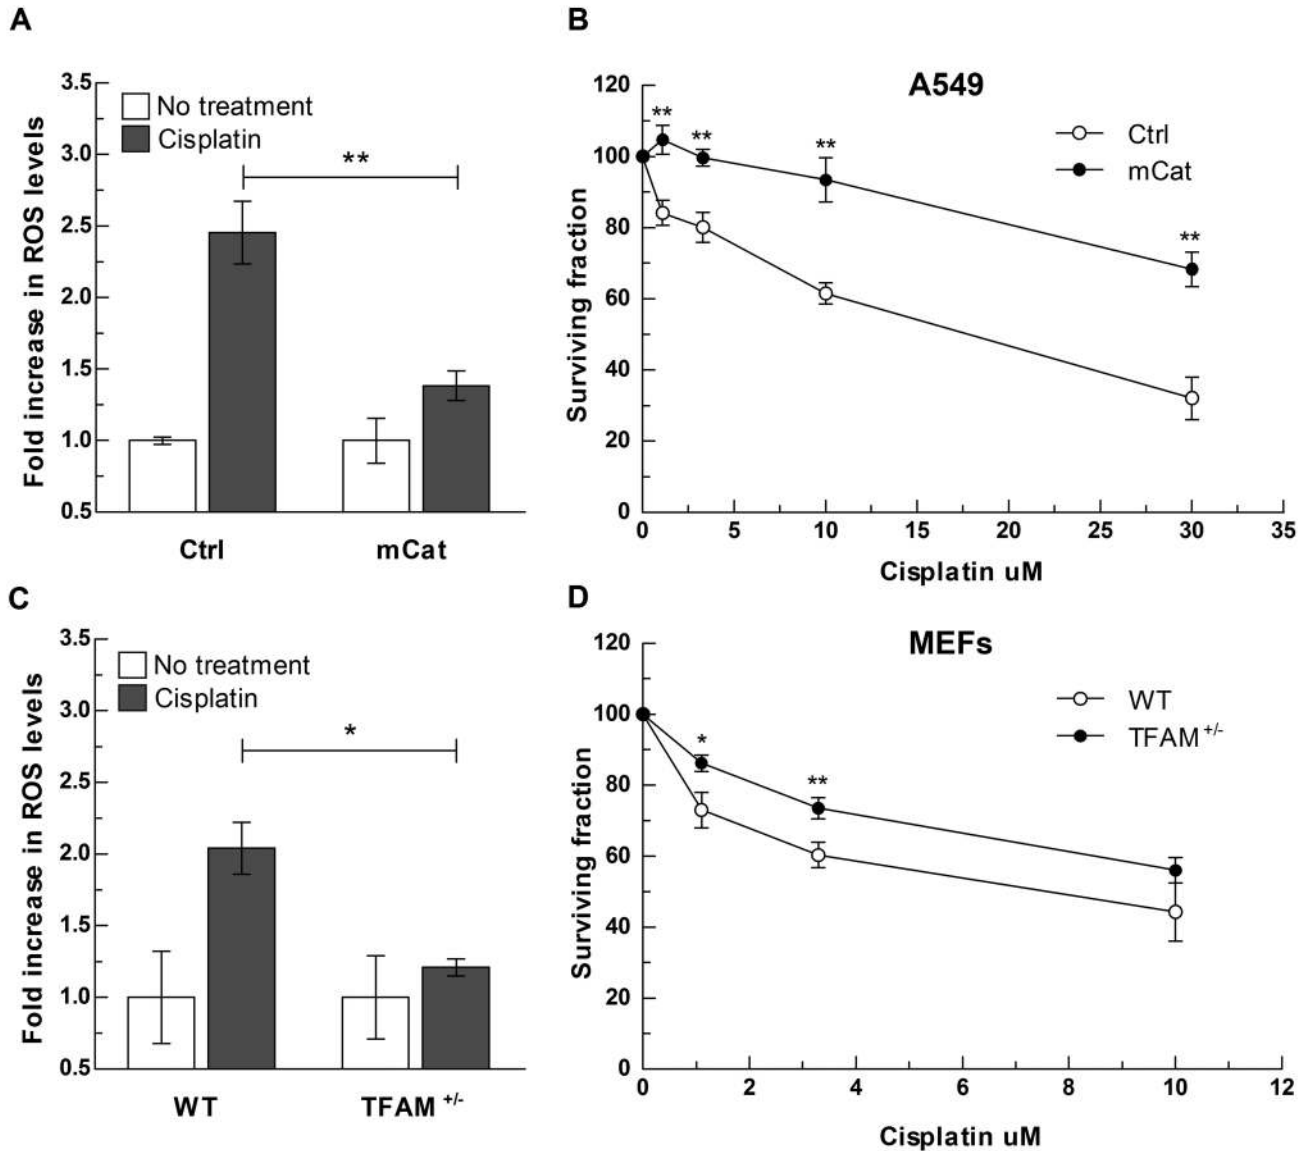 A
3.5
3.0
2.5
2.0
1.5
1.0
0.5
Fold increase in ROS levels
No treatment
Cisplatin
**
Ctrl mCat
B
A549
120
100
80
60
40
20
0
Surviving fraction
** ** ** **
Ctrl
mCat
0 5 10 15 20 25 30 35
Cisplatin uM
C
3.5
3.0
2.5
2.0
1.5
1.0
0.5
Fold increase in ROS levels
No treatment
Cisplatin
*
WT TFAM +/-
D
MEFs
120
100
80
60
40
20
0
Surviving fraction
* **
WT
TFAM +/-
0 2 4 6 8 10 12
Cisplatin uM